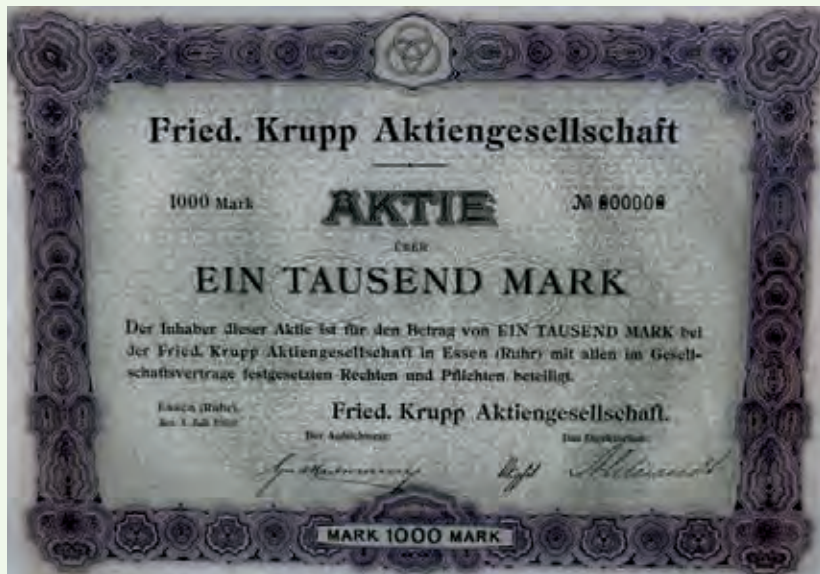 Fried. Krupp Aktiengesellschaft
1000 Mark AKTIE №
ÜBER
EIN TAUSEND MARK
Der Inhaber dieser Aktie ist für den Betrag von EIN TAUSEND MARK bei
der Fried. Krupp Aktiengesellschaft in Essen (Ruhr) mit allen im Gesell-
schaftsvertrage festgesetzten Rechten und Pflichten beteiligt.
Essen (Ruhr), Fried. Krupp Aktiengesellschaft.
Der Aufsichtsrat: Das Direktorium:
MARK 1000 MARK